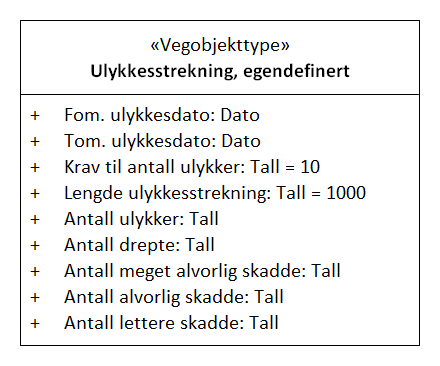 «Vegobjekttype»
Ulykkesstrekning, egendefinert
+ Fom. ulykkesdato: Dato
+ Tom. ulykkesdato: Dato
+ Krav til antall ulykker: Tall = 10
+ Lengde ulykkesstrekning: Tall = 1000
+ Antall ulykker: Tall
+ Antall drepte: Tall
+ Antall meget alvorlig skadde: Tall
+ Antall alvorlig skadde: Tall
+ Antall lettere skadde: Tall